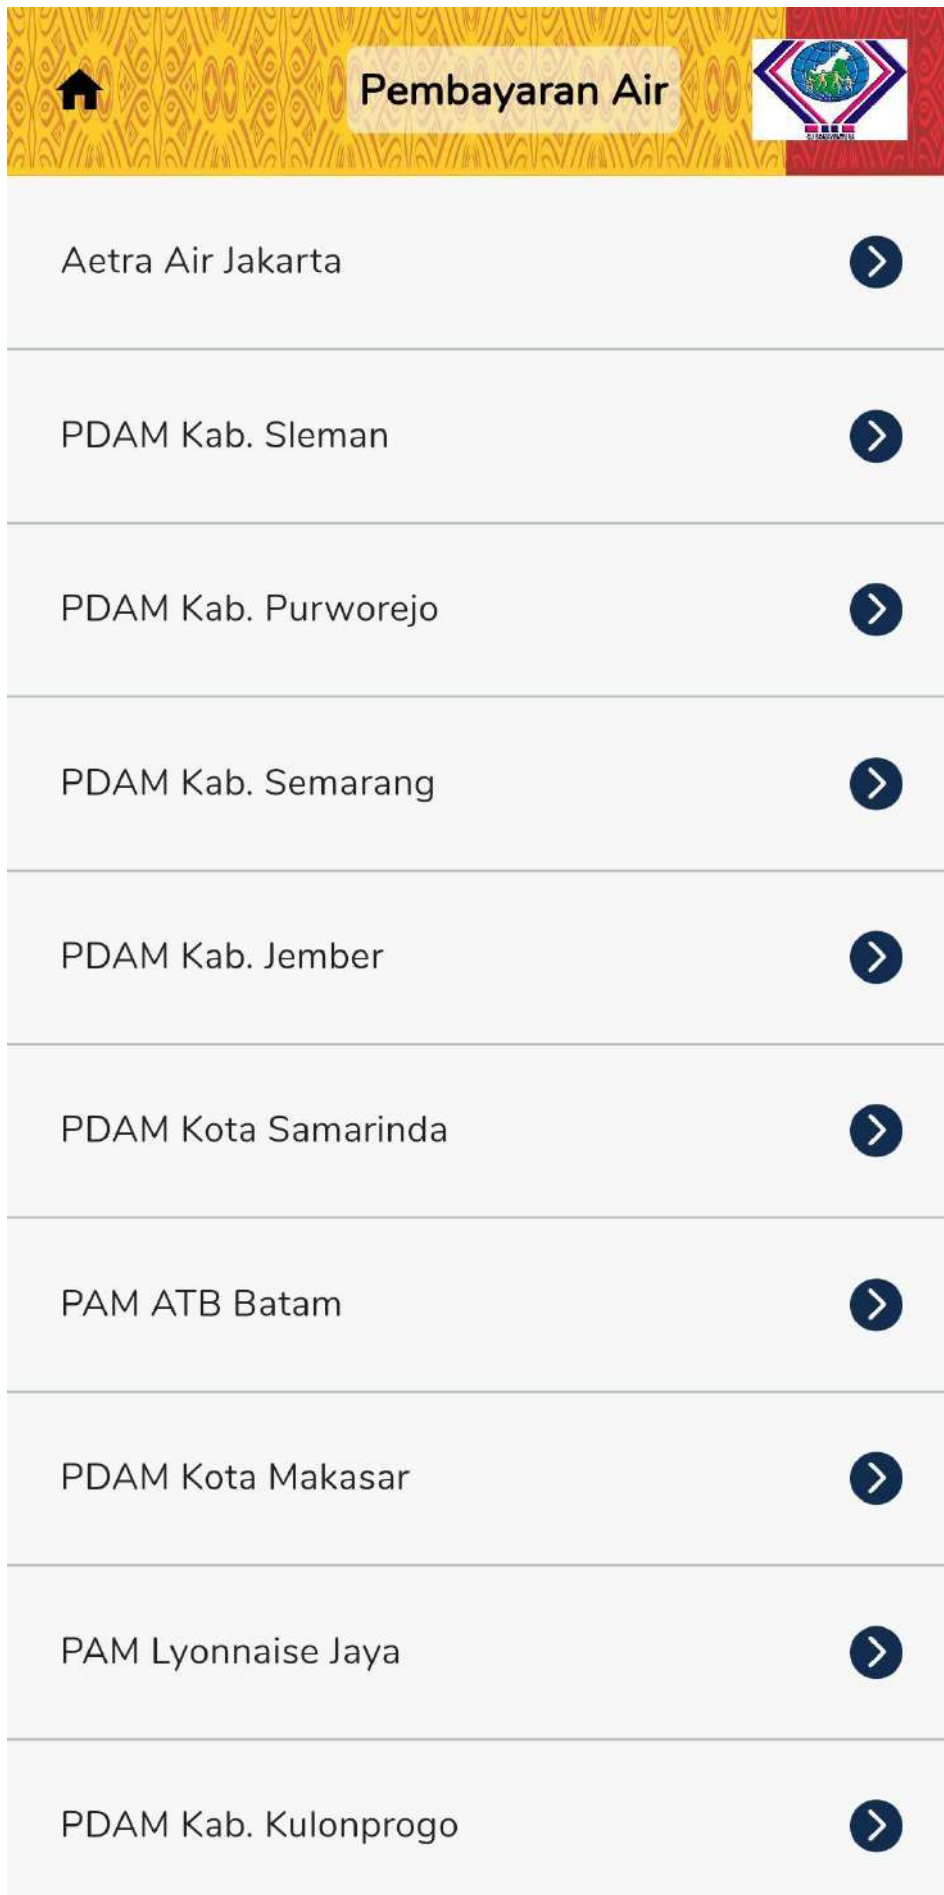 Pembayaran Air
Aetra Air Jakarta
PDAM Kab. Sleman
PDAM Kab. Purworejo
PDAM Kab. Semarang
PDAM Kab. Jember
PDAM Kota Samarinda
PAM ATB Batam
PDAM Kota Makasar
PAM Lyonnaise Jaya
PDAM Kab. Kulonprogo